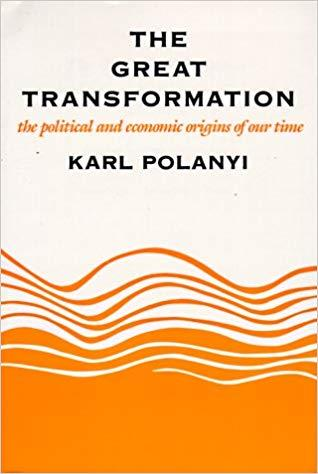 THE
GREAT
TRANSFORMATION
the political and economic origins of our time
KARL POLANYI